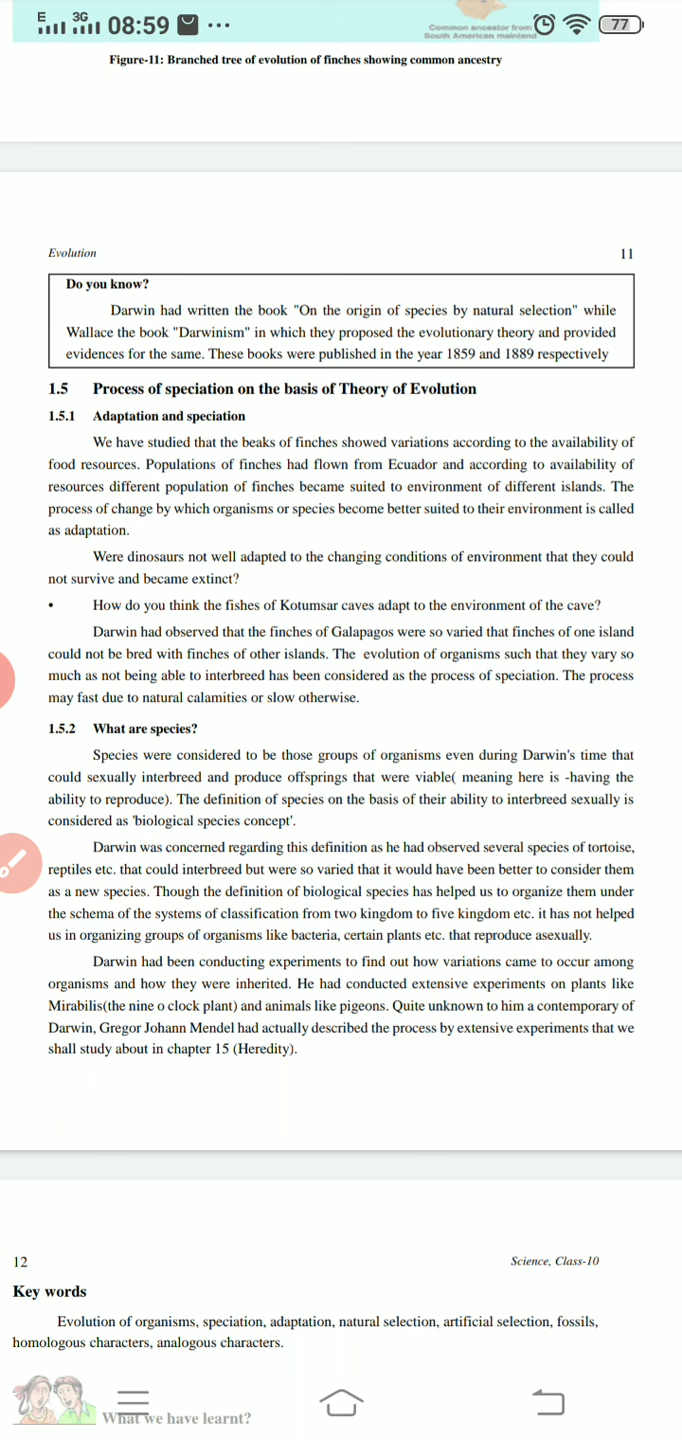 E 3G 08:59 ... 77
Common ancestor from
South American mainland
Figure-11: Branched tree of evolution of finches showing common ancestry
Evolution 11
Do you know?
Darwin had written the book "On the origin of species by natural selection" while
Wallace the book "Darwinism" in which they proposed the evolutionary theory and provided
evidences for the same. These books were published in the year 1859 and 1889 respectively
1.5 Process of speciation on the basis of Theory of Evolution
1.5.1 Adaptation and speciation
We have studied that the beaks of finches showed variations according to the availability of
food resources. Populations of finches had flown from Ecuador and according to availability of
resources different population of finches became suited to environment of different islands. The
process of change by which organisms or species become better suited to their environment is called
as adaptation.
Were dinosaurs not well adapted to the changing conditions of environment that they could
not survive and became extinct?
• How do you think the fishes of Kotumsar caves adapt to the environment of the cave?
Darwin had observed that the finches of Galapagos were so varied that finches of one island
could not be bred with finches of other islands. The evolution of organisms such that they vary so
much as not being able to interbreed has been considered as the process of speciation. The process
may fast due to natural calamities or slow otherwise.
1.5.2 What are species?
Species were considered to be those groups of organisms even during Darwin's time that
could sexually interbreed and produce offsprings that were viable( meaning here is -having the
ability to reproduce). The definition of species on the basis of their ability to interbreed sexually is
considered as 'biological species concept'.
Darwin was concerned regarding this definition as he had observed several species of tortoise,
reptiles etc. that could interbreed but were so varied that it would have been better to consider them
as a new species. Though the definition of biological species has helped us to organize them under
the schema of the systems of classification from two kingdom to five kingdom etc. it has not helped
us in organizing groups of organisms like bacteria, certain plants etc. that reproduce asexually.
Darwin had been conducting experiments to find out how variations came to occur among
organisms and how they were inherited. He had conducted extensive experiments on plants like
Mirabilis(the nine o clock plant) and animals like pigeons. Quite unknown to him a contemporary of
Darwin, Gregor Johann Mendel had actually described the process by extensive experiments that we
shall study about in chapter 15 (Heredity).
12 Science, Class-10
Key words
Evolution of organisms, speciation, adaptation, natural selection, artificial selection, fossils,
homologous characters, analogous characters.
What we have learnt?